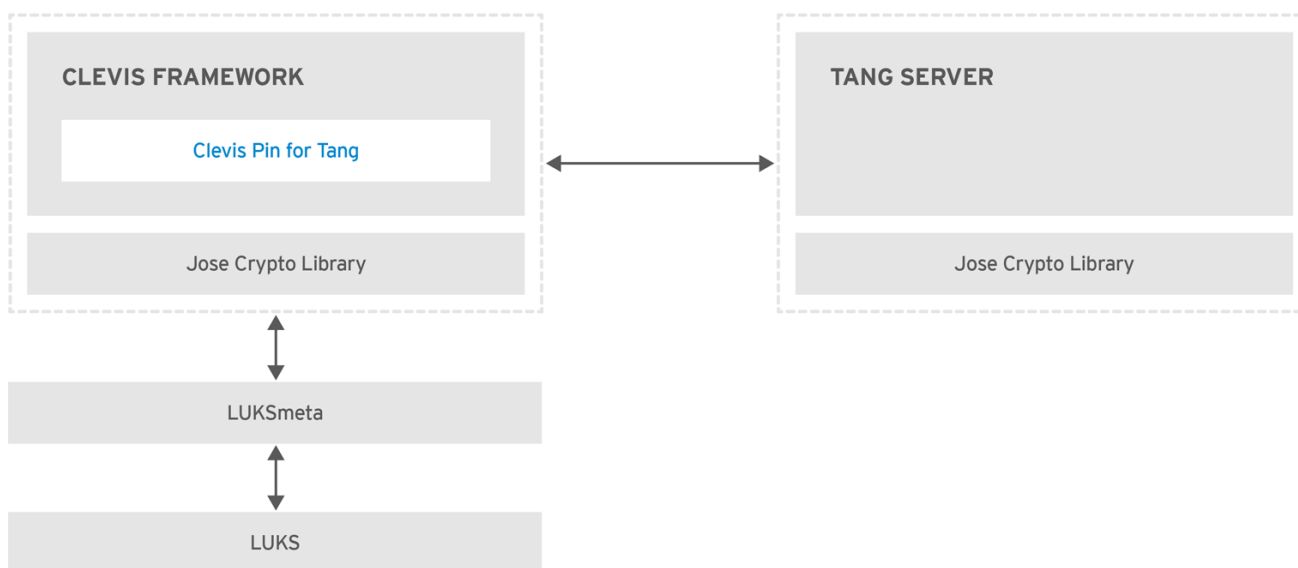 CLEVIS FRAMEWORK
Clevis Pin for Tang
Jose Crypto Library
TANG SERVER
Jose Crypto Library
LUKSmeta
LUKS